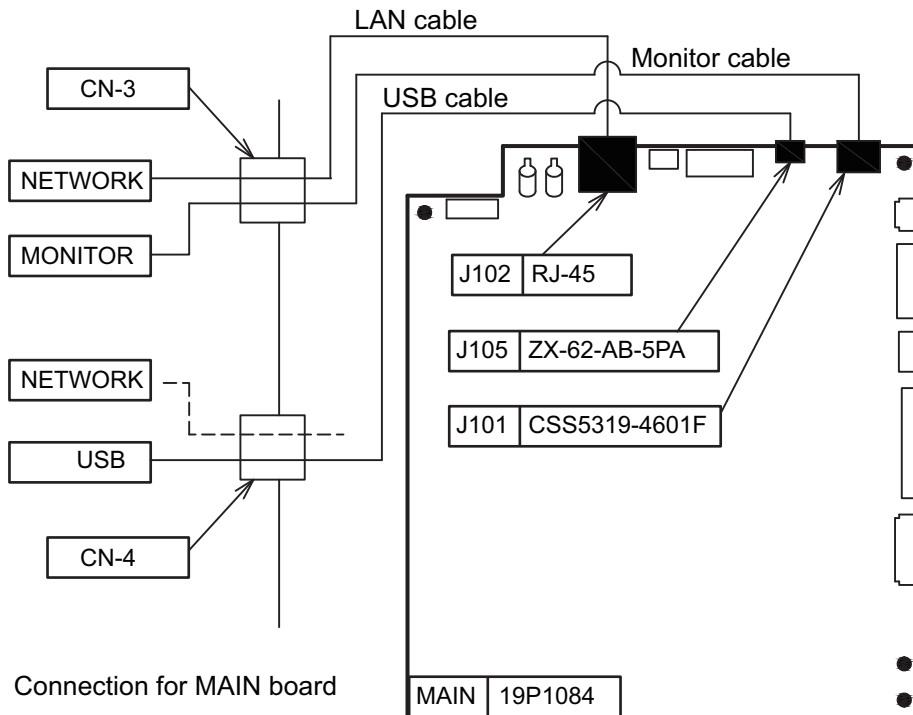 LAN cable
Monitor cable
CN-3
USB cable
NETWORK
MONITOR
J102 RJ-45
J105 ZX-62-AB-5PA
NETWORK
J101 CSS5319-4601F
USB
CN-4
Connection for MAIN board
MAIN 19P1084